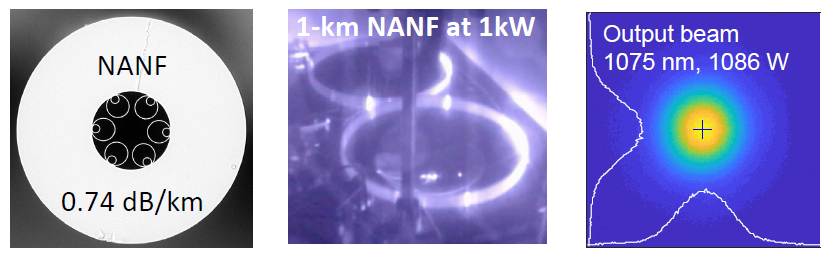 NANF
0.74 dB/km
1-km NANF at 1kW
Output beam
1075 nm, 1086 W